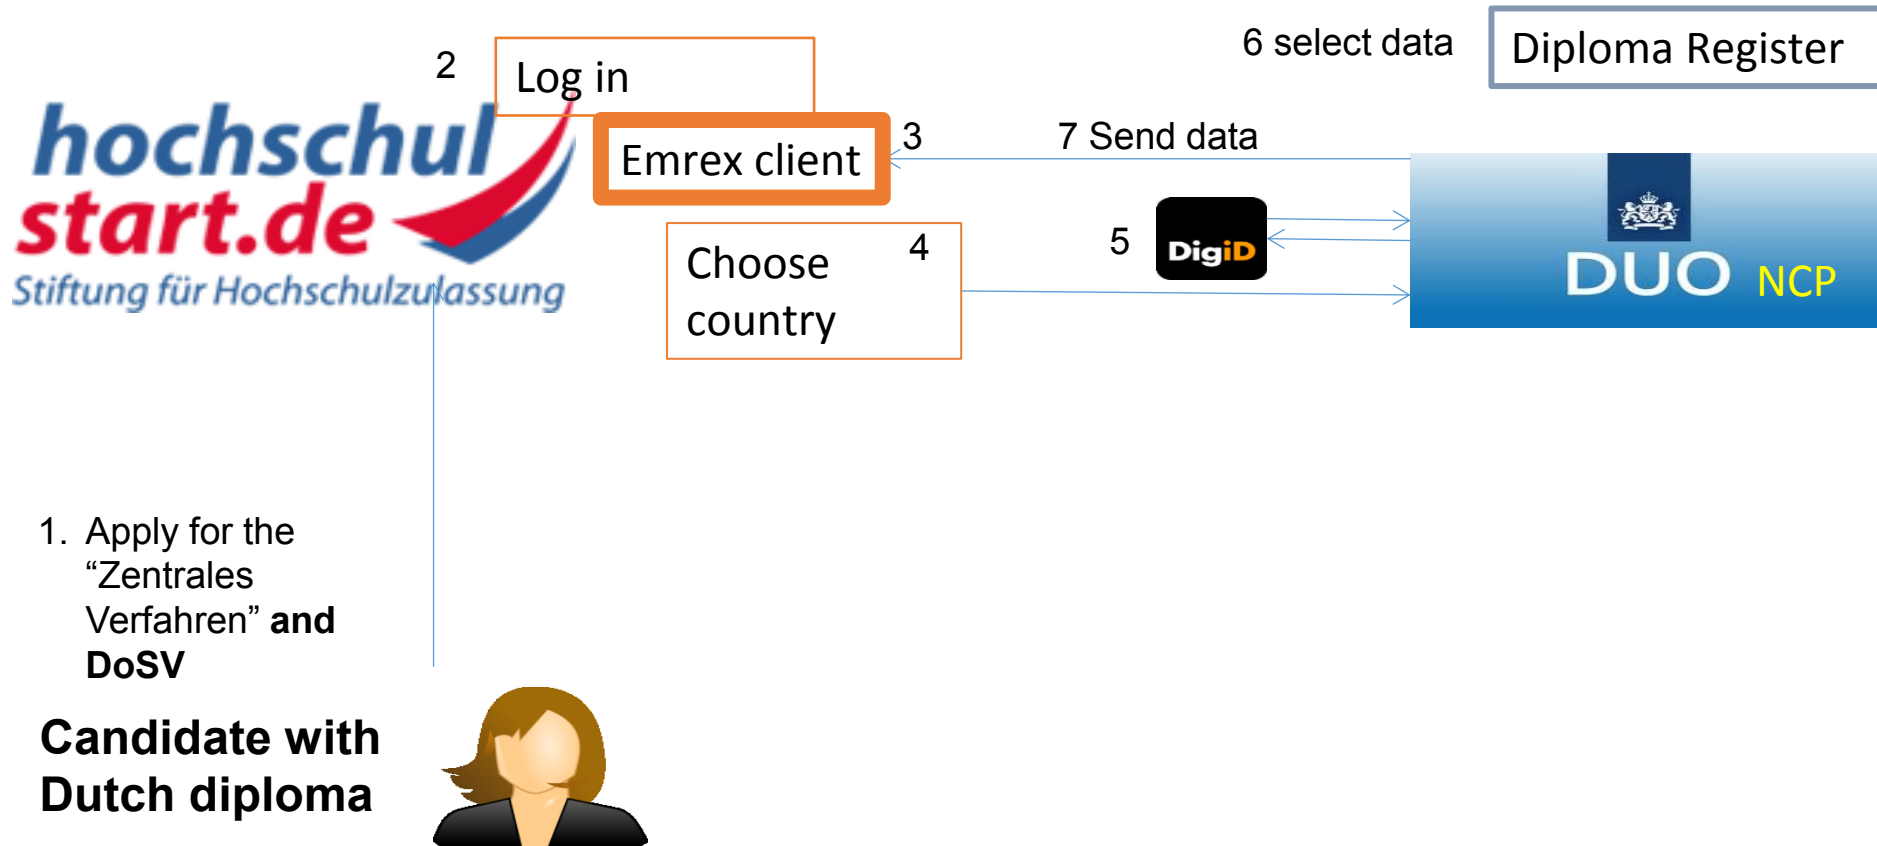 2
Log in
6 select data
Diploma Register
hochschul
start.de
Stiftung für Hochschulzulassung
Emrex client
3
7 Send data
Choose
country
4
5
DigiD
DUO
NCP
1. Apply for the
“Zentrales
Verfahren” and
DoSV
Candidate with
Dutch diploma